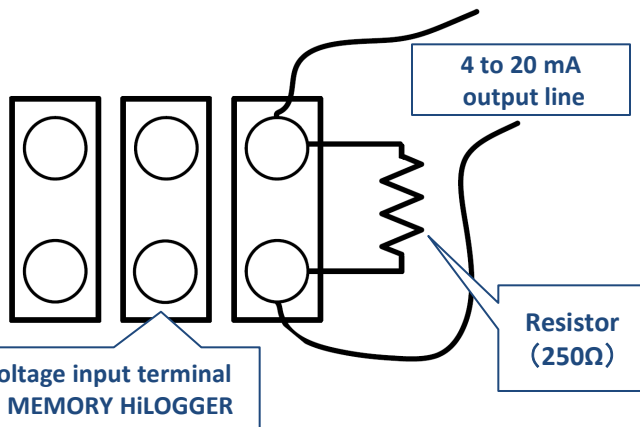 4 to 20 mA
output line
Resistor
（250Ω）
oltage input terminal
MEMORY HiLOGGER